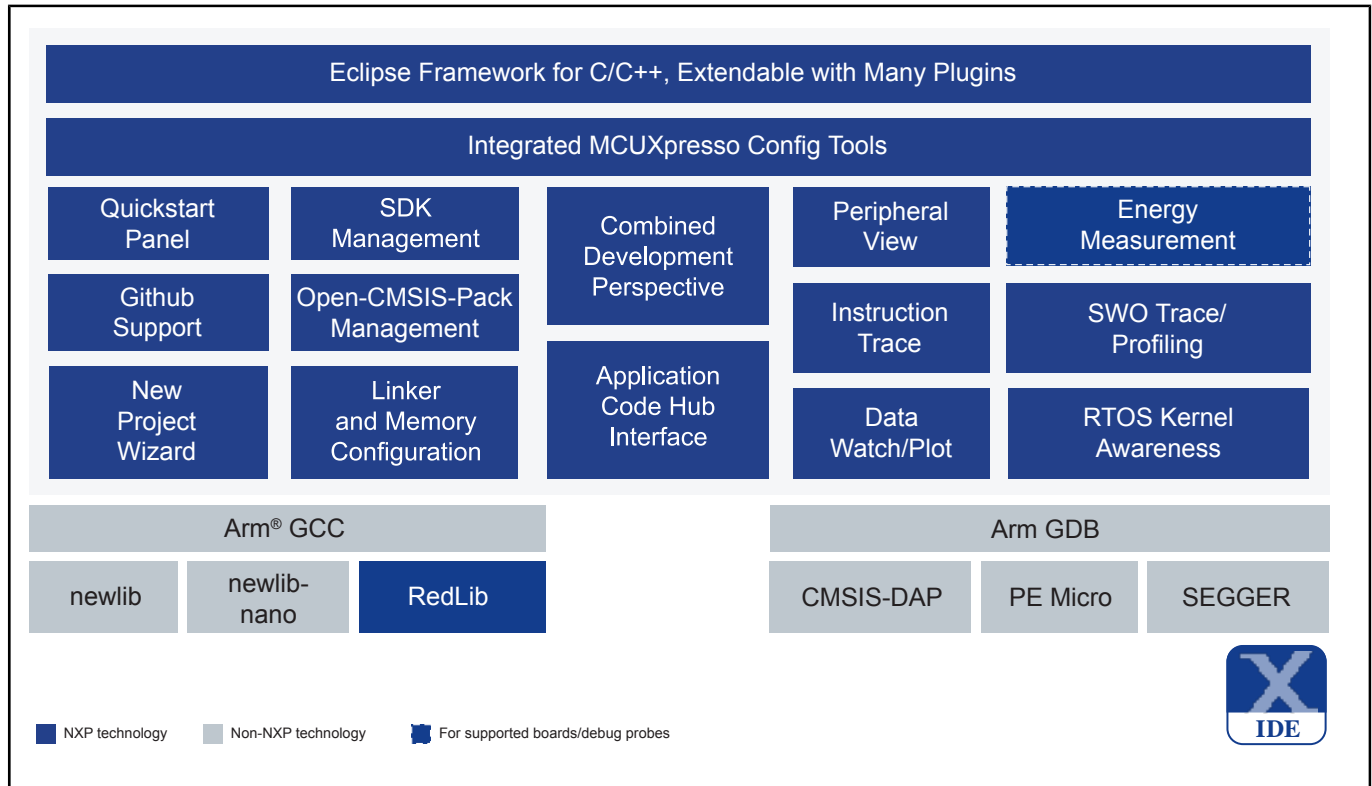 Eclipse Framework for C/C++, Extendable with Many Plugins
Integrated MCUXpresso Config Tools
Quickstart
Panel
SDK
Management
Combined
Development
Perspective
Peripheral
View
Energy
Measurement
Github
Support
Open-CMSIS-Pack
Management
Instruction
Trace
SWO Trace/
Profiling
New
Project
Wizard
Linker
and Memory
Configuration
Application
Code Hub
Interface
Data
Watch/Plot
RTOS Kernel
Awareness
Arm® GCC
Arm GDB
newlib
newlib-
nano
RedLib
CMSIS-DAP
PE Micro
SEGGER
X
IDE
NXP technology
Non-NXP technology
For supported boards/debug probes